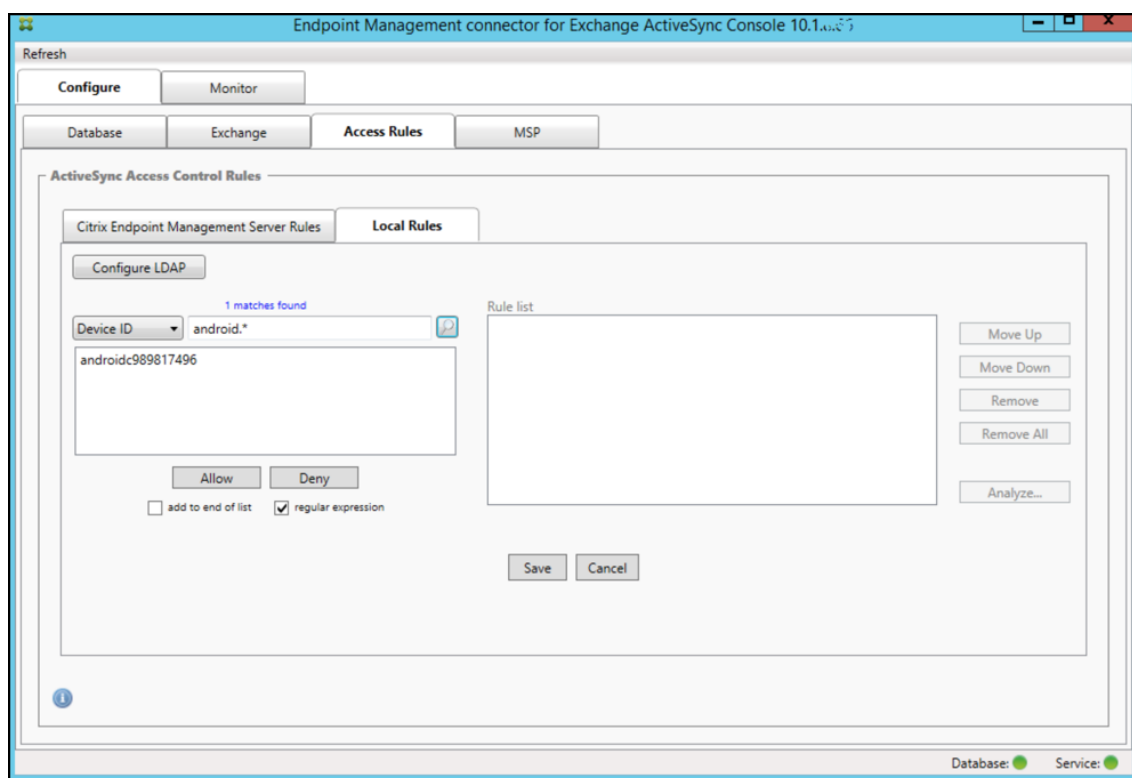 Endpoint Management connector for Exchange ActiveSync Console
Refresh
Configure Monitor
Database Exchange Access Rules MSP
ActiveSync Access Control Rules
Citrix Endpoint Management Server Rules Local Rules
Configure LDAP
1 matches found
Rule list
Device ID android.*
androidc989817496
Move Up
Move Down
Remove
Remove All
Allow Deny
Analyze...
add to end of list regular expression
Save Cancel
Database: Service: